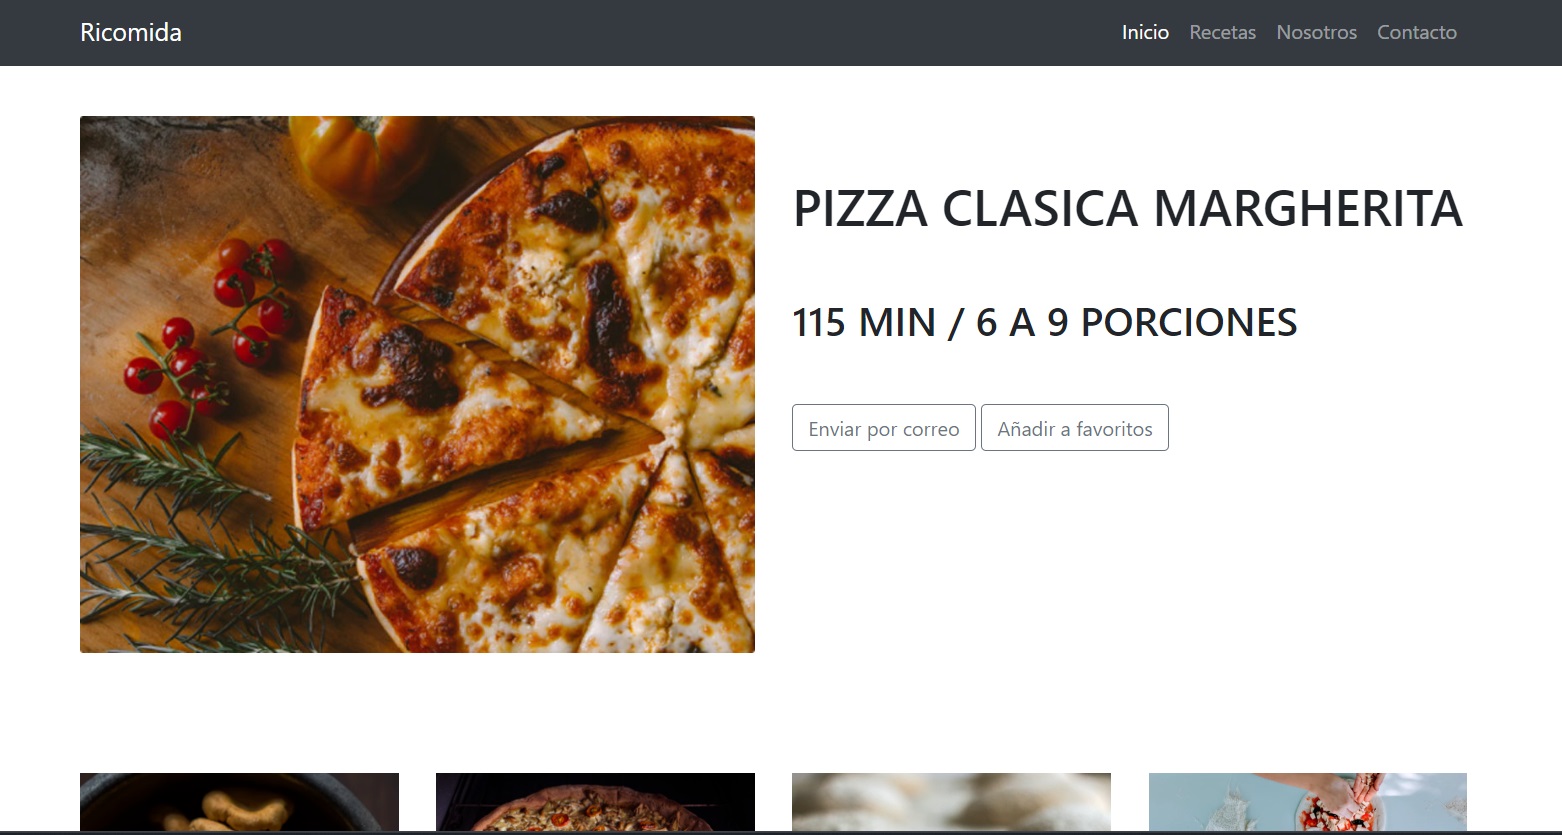 Ricomida
Inicio Recetas Nosotros Contacto
PIZZA CLASICA MARGHERITA
115 MIN / 6 A 9 PORCIONES
Enviar por correo Añadir a favoritos